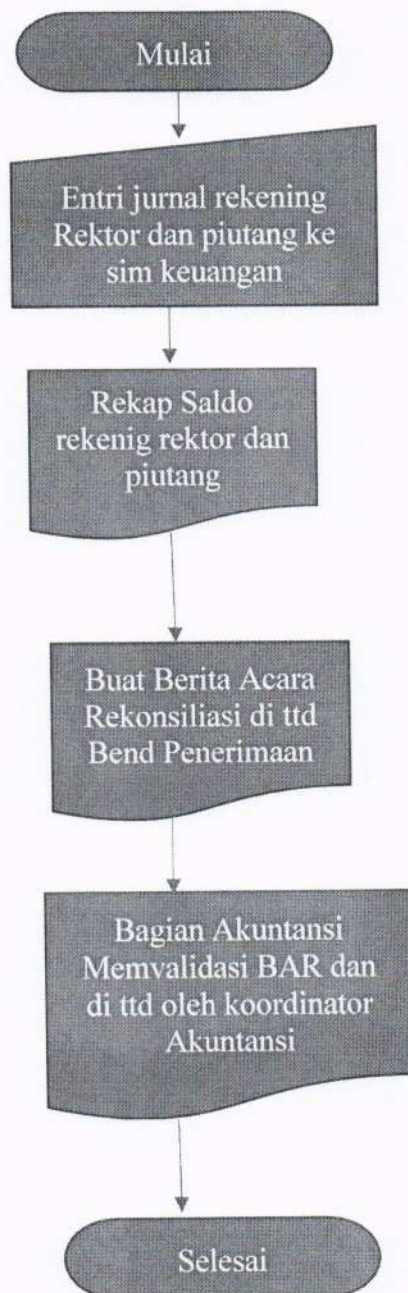 Mulai
Entri jurnal rekening
Rektor dan piutang ke
sim keuangan
Rekap Saldo
rekenig rektor dan
piutang
Buat Berita Acara
Rekonsiliasi di ttd
Bend Penerimaan
Bagian Akuntansi
Memvalidasi BAR dan
di ttd oleh koordinator
Akuntansi
Selesai